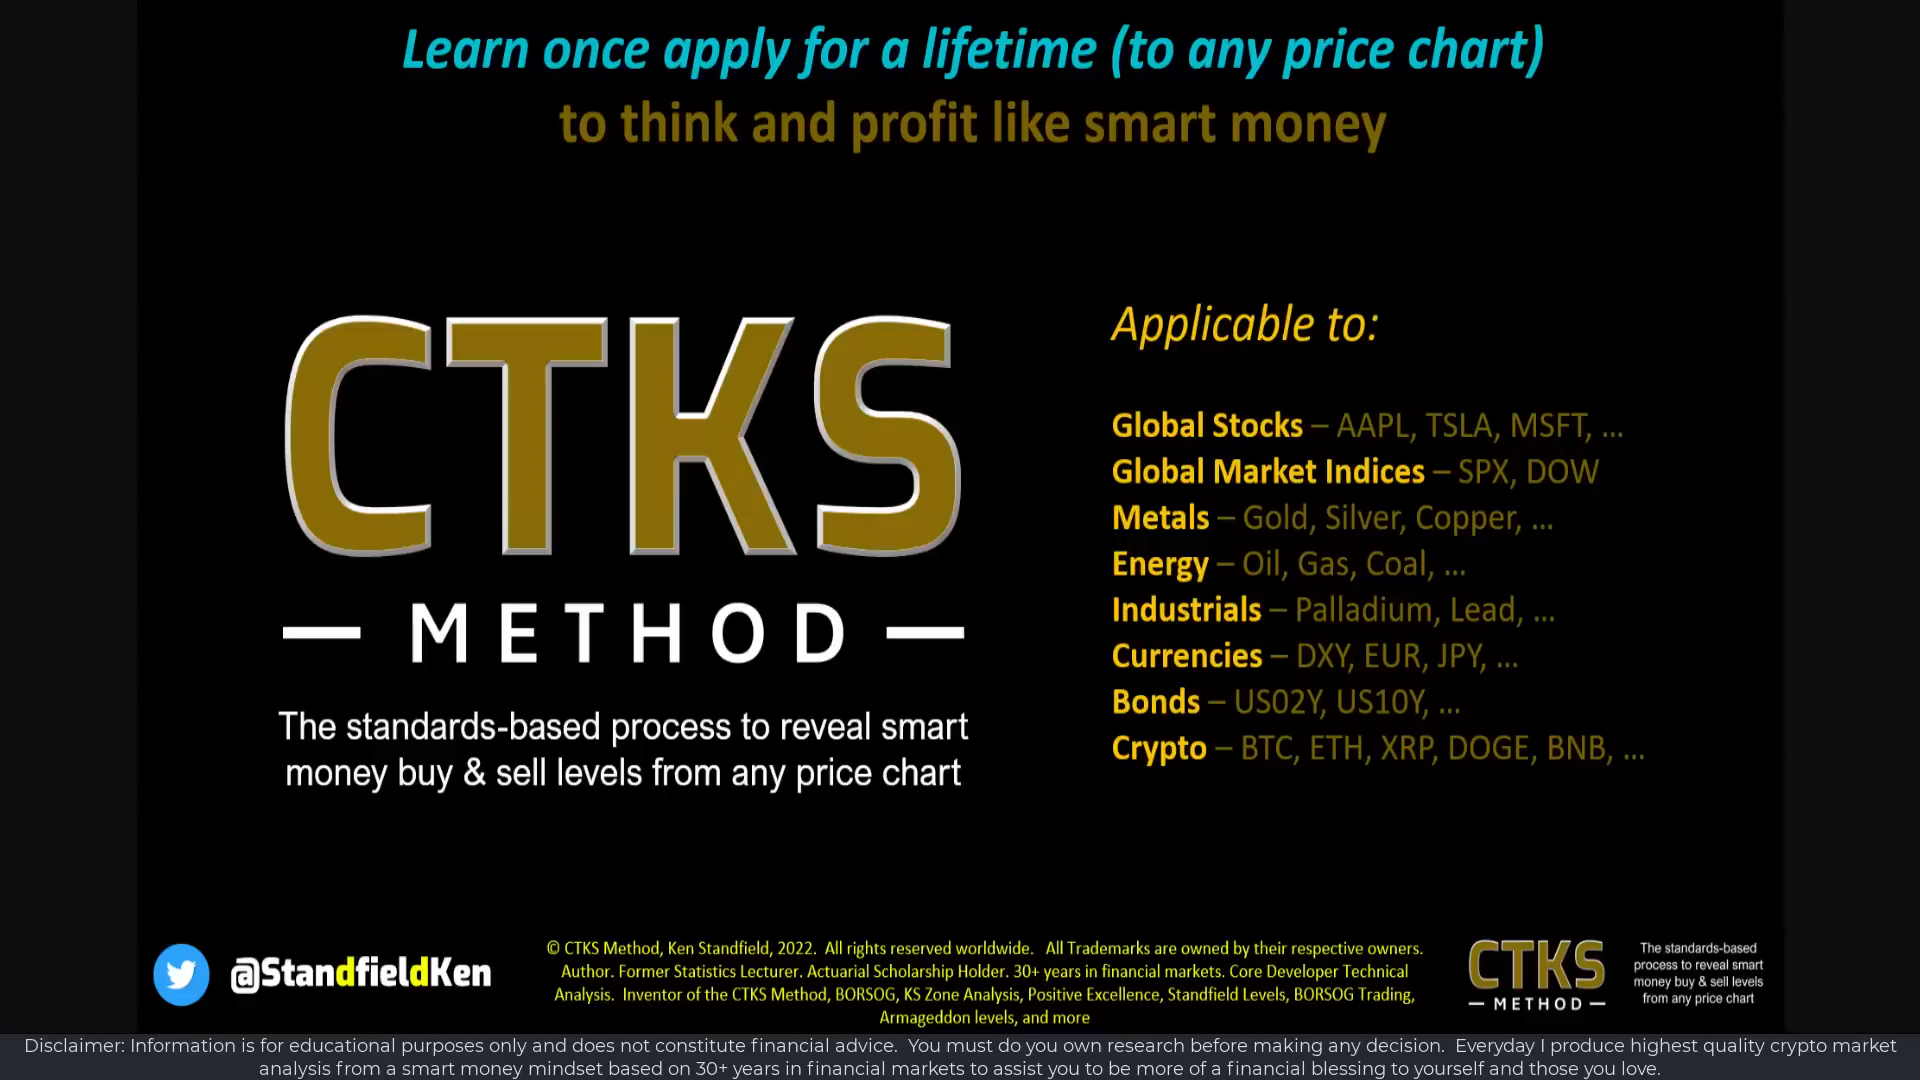 Learn once apply for a lifetime (to any price chart)
to think and profit like smart money
CTKS
— METHOD —
The standards-based process to reveal smart
money buy & sell levels from any price chart
Applicable to:
Global Stocks – AAPL, TSLA, MSFT, ...
Global Market Indices – SPX, DOW
Metals – Gold, Silver, Copper, ...
Energy – Oil, Gas, Coal, ...
Industrials – Palladium, Lead, ...
Currencies – DXY, EUR, JPY, ...
Bonds – US02Y, US10Y, ...
Crypto – BTC, ETH, XRP, DOGE, BNB, ...
@StandfieldKen
© CTKS Method, Ken Standfield, 2022.  All rights reserved worldwide.   All Trademarks are owned by their respective owners.
Author. Former Statistics Lecturer. Actuarial Scholarship Holder. 30+ years in financial markets. Core Developer Technical
Analysis.  Inventor of the CTKS Method, BORSOG, KS Zone Analysis, Positive Excellence, Standfield Levels, BORSOG Trading,
Armageddon levels, and more
CTKS
— METHOD —
The standards-based
process to reveal smart
money buy & sell levels
from any price chart
Disclaimer: Information is for educational purposes only and does not constitute financial advice.  You must do you own research before making any decision.  Everyday I produce highest quality crypto market
analysis from a smart money mindset based on 30+ years in financial markets to assist you to be more of a financial blessing to yourself and those you love.